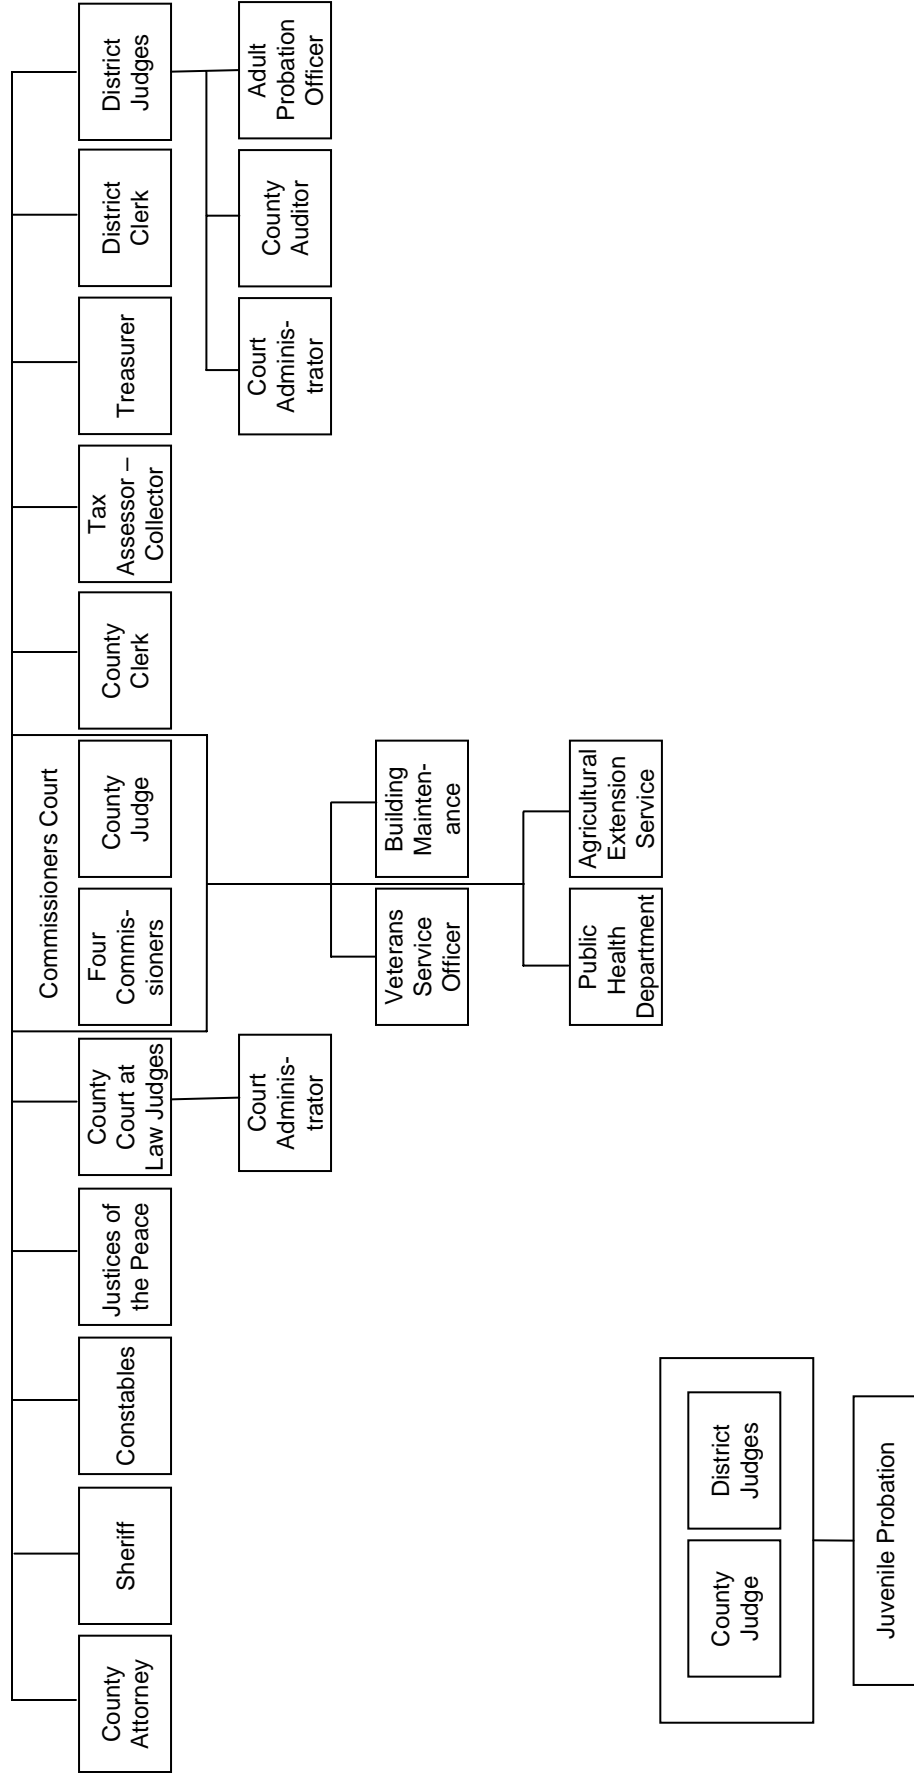 County
Attorney
Sheriff
Constables
Justices of
the Peace
County
Court at
Law Judges
Commissioners Court
Four
Commis-
sioners
County
Judge
County
Clerk
Tax
Assessor –
Collector
Treasurer
District
Clerk
District
Judges
Court
Adminis-
trator
Court
Adminis-
trator
County
Auditor
Adult
Probation
Officer
Veterans
Service
Officer
Building
Mainten-
ance
Public
Health
Department
Agricultural
Extension
Service
County
Judge
District
Judges
Juvenile Probation